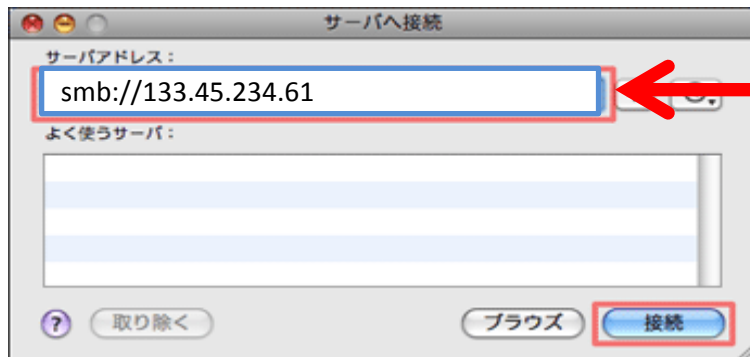 サーバへ接続
サーバアドレス：
smb://133.45.234.61
よく使うサーバ：
? 取り除く ブラウズ 接続